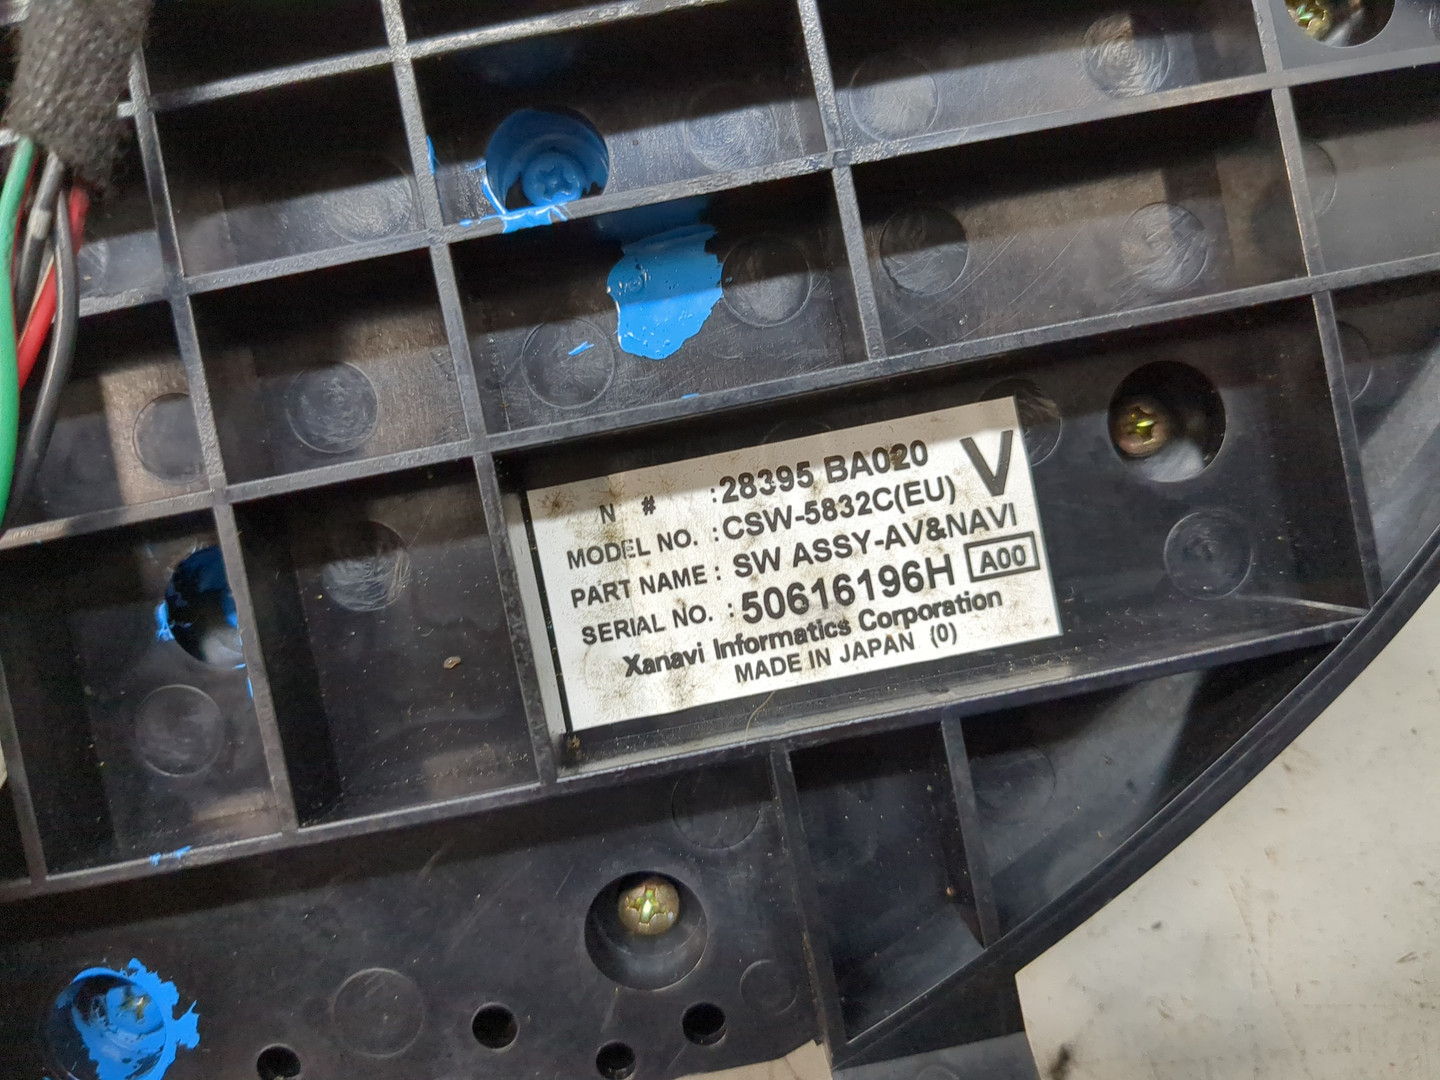 N # : 28395 BA020 V
MODEL NO. : CSW-5832C(EU)
PART NAME : SW ASSY-AV&NAVI
SERIAL NO. : 50616196H A00
Xanavi Informatics Corporation
MADE IN JAPAN (0)